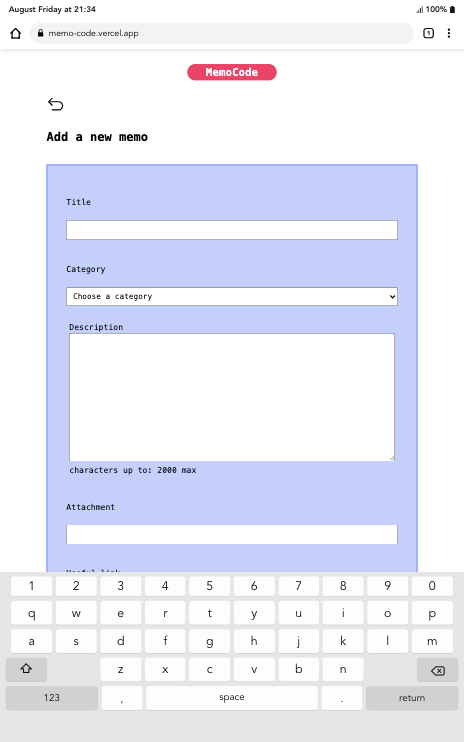 August Friday at 21:34
100%
memo-code.vercel.app
1
MemoCode
Add a new memo
Title
Category
Choose a category
Description
characters up to: 2000 max
Attachment
Useful link
1 2 3 4 5 6 7 8 9 0
q w e r t y u i o p
a s d f g h j k l m
z x c v b n
123 , space . return